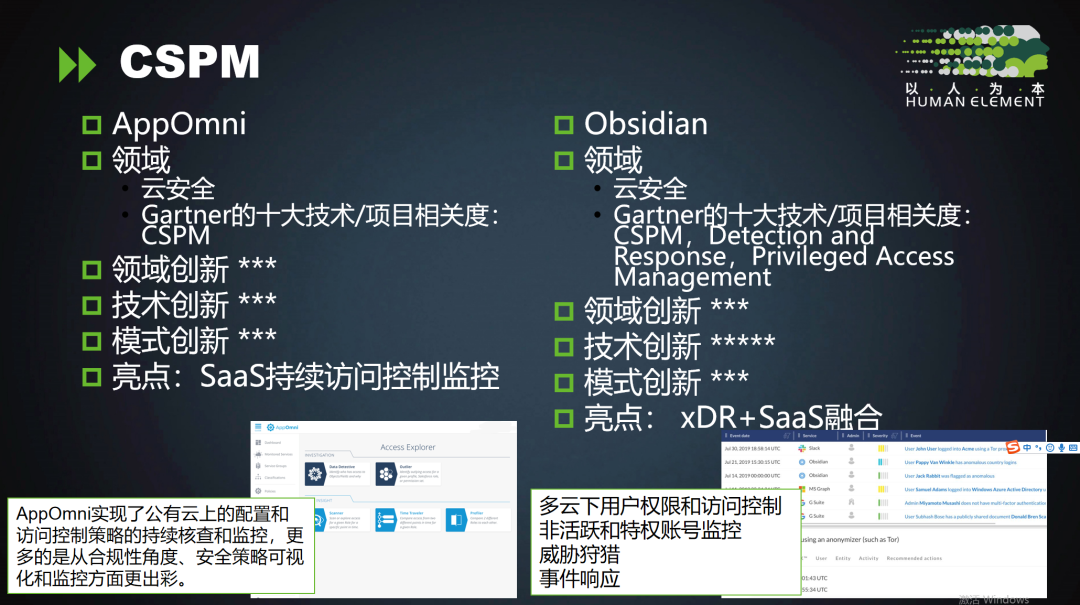 CSPM
以 · 人 · 为 · 本
HUMAN ELEMENT
AppOmni
领域
云安全
Gartner的十大技术/项目相关度：
CSPM
领域创新 ***
技术创新 ***
模式创新 ***
亮点：SaaS持续访问控制监控
Obsidian
领域
云安全
Gartner的十大技术/项目相关度：
CSPM，Detection and
Response，Privileged Access
Management
领域创新 ***
技术创新 *****
模式创新 ***
亮点： xDR+SaaS融合
AppOmni
Access Explorer
Dashboard
INVESTIGATION
Data Detective
AppOmni实现了公有云上的配置和
访问控制策略的持续核查和监控，更
多的是从合规性角度、安全策略可视
化和监控方面更出彩。
Event date
Service
Admin
Severity
Event
Jul 30, 2019 18:58:14 UTC
Slack
User John User logged into Acme using a Tor
Jul 21, 2019 15:30:15 UTC
Obsidian
User Pappy Van Winkle has anomalous country logins
Jul 14, 2019 00:00:00 UTC
Obsidian
User Jack Rabbit was flagged as anomalous
MS Graph
User Samuel Adams logged into Windows Azure Active Directory
G Suite
Admin Miyamoto Musashi does not have multi-factor authentication
G Suite
User Subhash Bose has a publicly shared document Donald Bren
using an anonymizer (such as Tor)
User
Entity
Activity
Recommended actions
01:43 UTC
55:34 UTC
多云下用户权限和访问控制
非活跃和特权账号监控
威胁狩猎
事件响应
中
激活 Windows